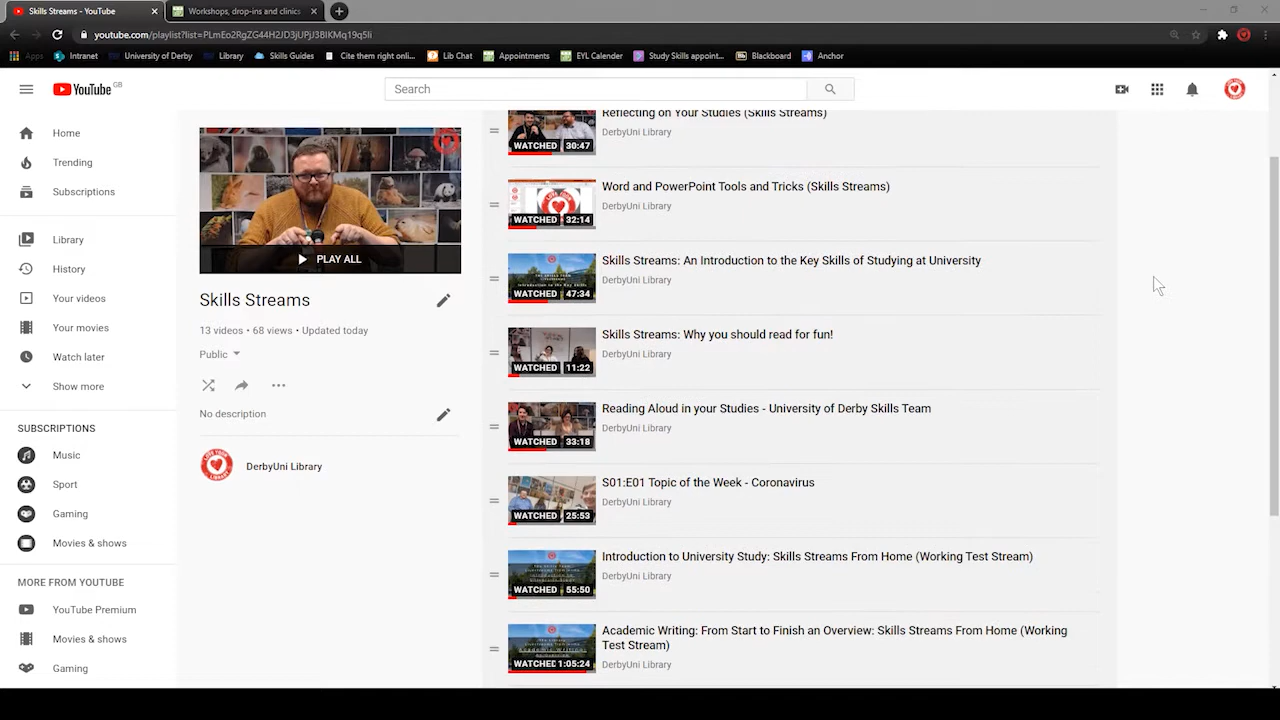 Skills Streams - YouTube
Workshops, drop-ins and clinics
youtube.com/playlist?list=PLmEo2RgZG44H2JD3jUPjJ3BIKMq19q5Ii
Apps Intranet University of Derby Library Skills Guides Cite them right onli... Lib Chat Appointments EYL Calender Study Skills appoint... Blackboard Anchor
YouTube GB
Search
Home
Trending
Subscriptions
Library
History
Your videos
Your movies
Watch later
Show more
SUBSCRIPTIONS
Music
Sport
Gaming
Movies & shows
MORE FROM YOUTUBE
YouTube Premium
Movies & shows
Gaming
PLAY ALL
Skills Streams
13 videos • 68 views • Updated today
Public
No description
DerbyUni Library
Reflecting on Your Studies (Skills Streams)
DerbyUni Library
WATCHED 30:47
Word and PowerPoint Tools and Tricks (Skills Streams)
DerbyUni Library
WATCHED 32:14
Skills Streams: An Introduction to the Key Skills of Studying at University
DerbyUni Library
WATCHED 47:34
Skills Streams: Why you should read for fun!
DerbyUni Library
WATCHED 11:22
Reading Aloud in your Studies - University of Derby Skills Team
DerbyUni Library
WATCHED 33:18
S01:E01 Topic of the Week - Coronavirus
DerbyUni Library
WATCHED 25:53
Introduction to University Study: Skills Streams From Home (Working Test Stream)
DerbyUni Library
WATCHED 55:50
Academic Writing: From Start to Finish an Overview: Skills Streams From Home (Working
Test Stream)
DerbyUni Library
WATCHED 1:05:24